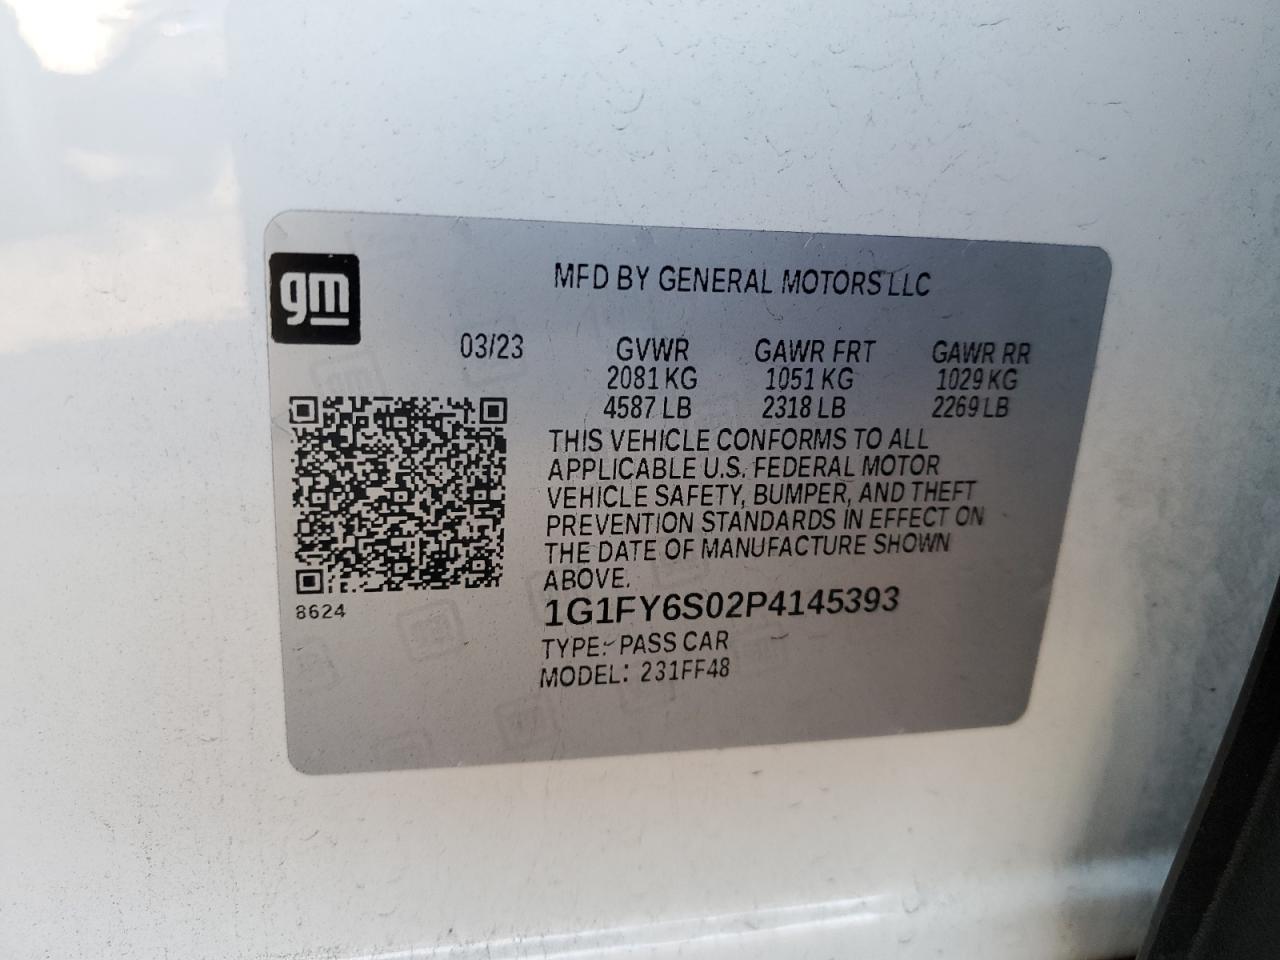 gm
MFD BY GENERAL MOTORS LLC
03/23 GVWR GAWR FRT GAWR RR
2081 KG 1051 KG 1029 KG
4587 LB 2318 LB 2269 LB
THIS VEHICLE CONFORMS TO ALL
APPLICABLE U.S. FEDERAL MOTOR
VEHICLE SAFETY, BUMPER, AND THEFT
PREVENTION STANDARDS IN EFFECT ON
THE DATE OF MANUFACTURE SHOWN
ABOVE.
8624
1G1FY6S02P4145393
TYPE: PASS CAR
MODEL: 231FF48